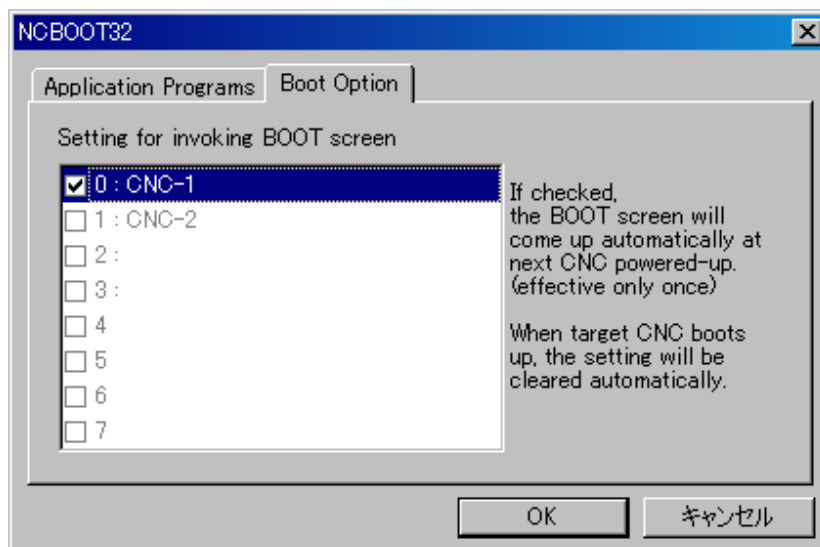 NCBOOT32
Application Programs
Boot Option
Setting for invoking BOOT screen
0 : CNC-1
1 : CNC-2
2 :
3 :
4
5
6
7
If checked,
the BOOT screen will
come up automatically at
next CNC powered-up.
(effective only once)
When target CNC boots
up, the setting will be
cleared automatically.
OK
キャンセル